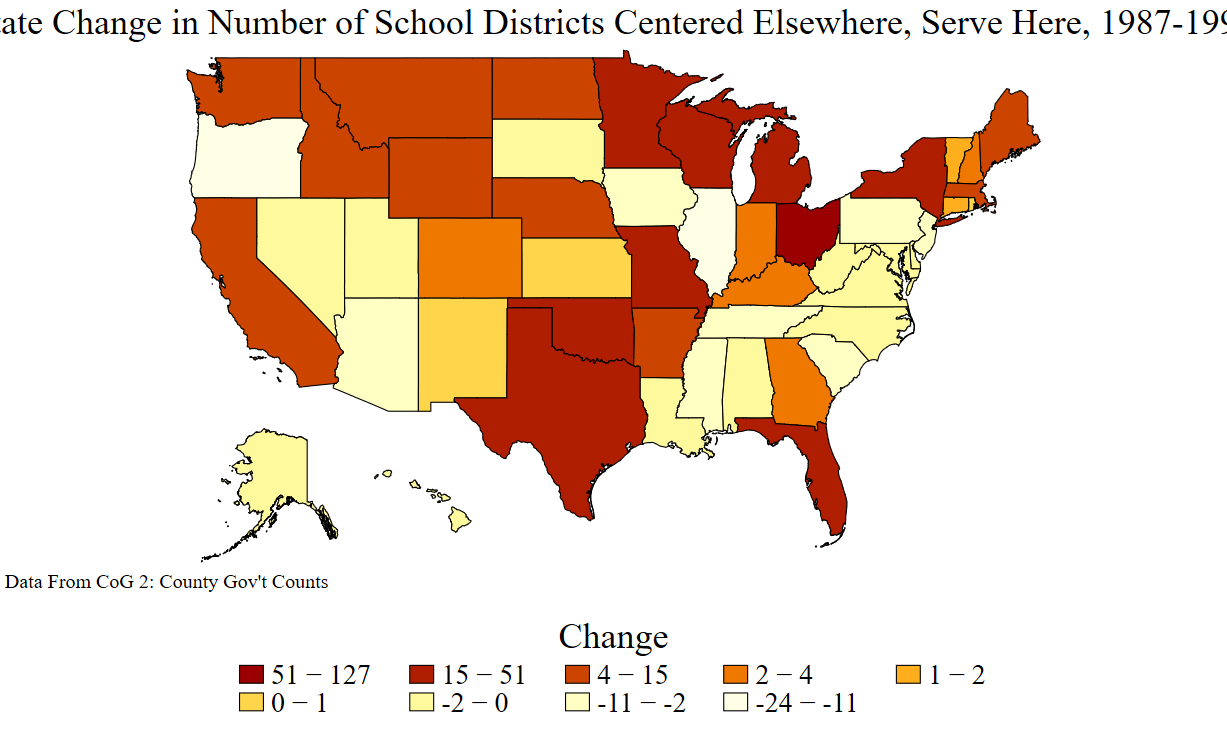 ate Change in Number of School Districts Centered Elsewhere, Serve Here, 1987-199
Data From CoG 2: County Gov't Counts
Change
51 − 127 15 − 51 4 − 15 2 − 4 1 − 2
0 − 1 -2 − 0 -11 − -2 -24 − -11